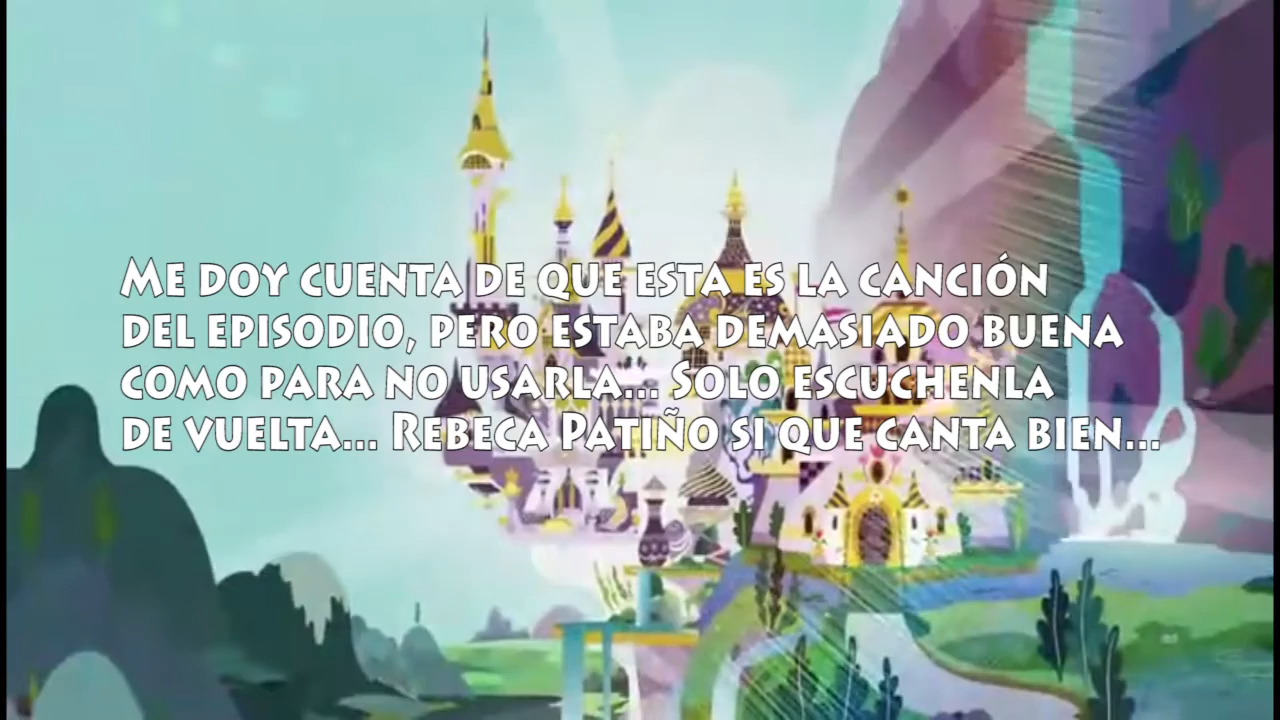 Me doy cuenta de que esta es la canción
del episodio, pero estaba demasiado buena
como para no usarla... Solo escuchenla
de vuelta... Rebeca Patiño si que canta bien...